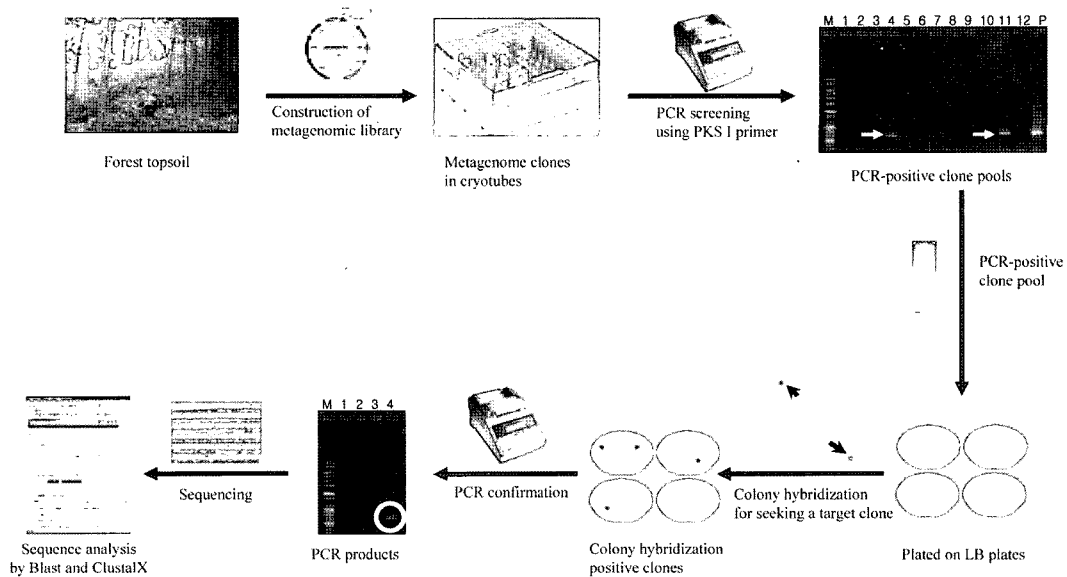 M 1 2 3 4 5 6 7 8 9 10 11 12 P
Construction of
metagenomic library
PCR screening
using PKS I primer
Forest topsoil
Metagenome clones
in cryotubes
PCR-positive clone pools
PCR-positive
clone pool
M 1 2 3 4
Sequencing
PCR confirmation
Colony hybridization
for seeking a target clone
Sequence analysis
by Blast and ClustalX
PCR products
Colony hybridization
positive clones
Plated on LB plates